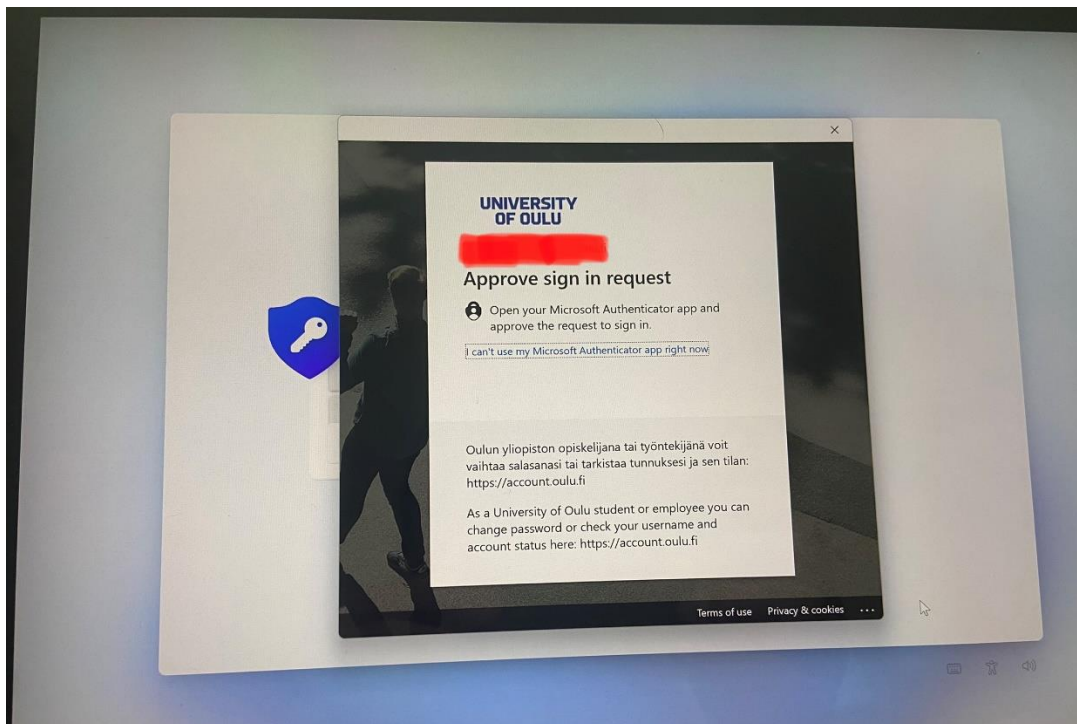 UNIVERSITY
OF OULU
Approve sign in request
Open your Microsoft Authenticator app and
approve the request to sign in.
I can't use my Microsoft Authenticator app right now
Oulun yliopiston opiskelijana tai työntekijänä voit
vaihtaa salasanasi tai tarkistaa tunnuksesi ja sen tilan:
https://account.oulu.fi
As a University of Oulu student or employee you can
change password or check your username and
account status here: https://account.oulu.fi
Terms of use Privacy & cookies ...